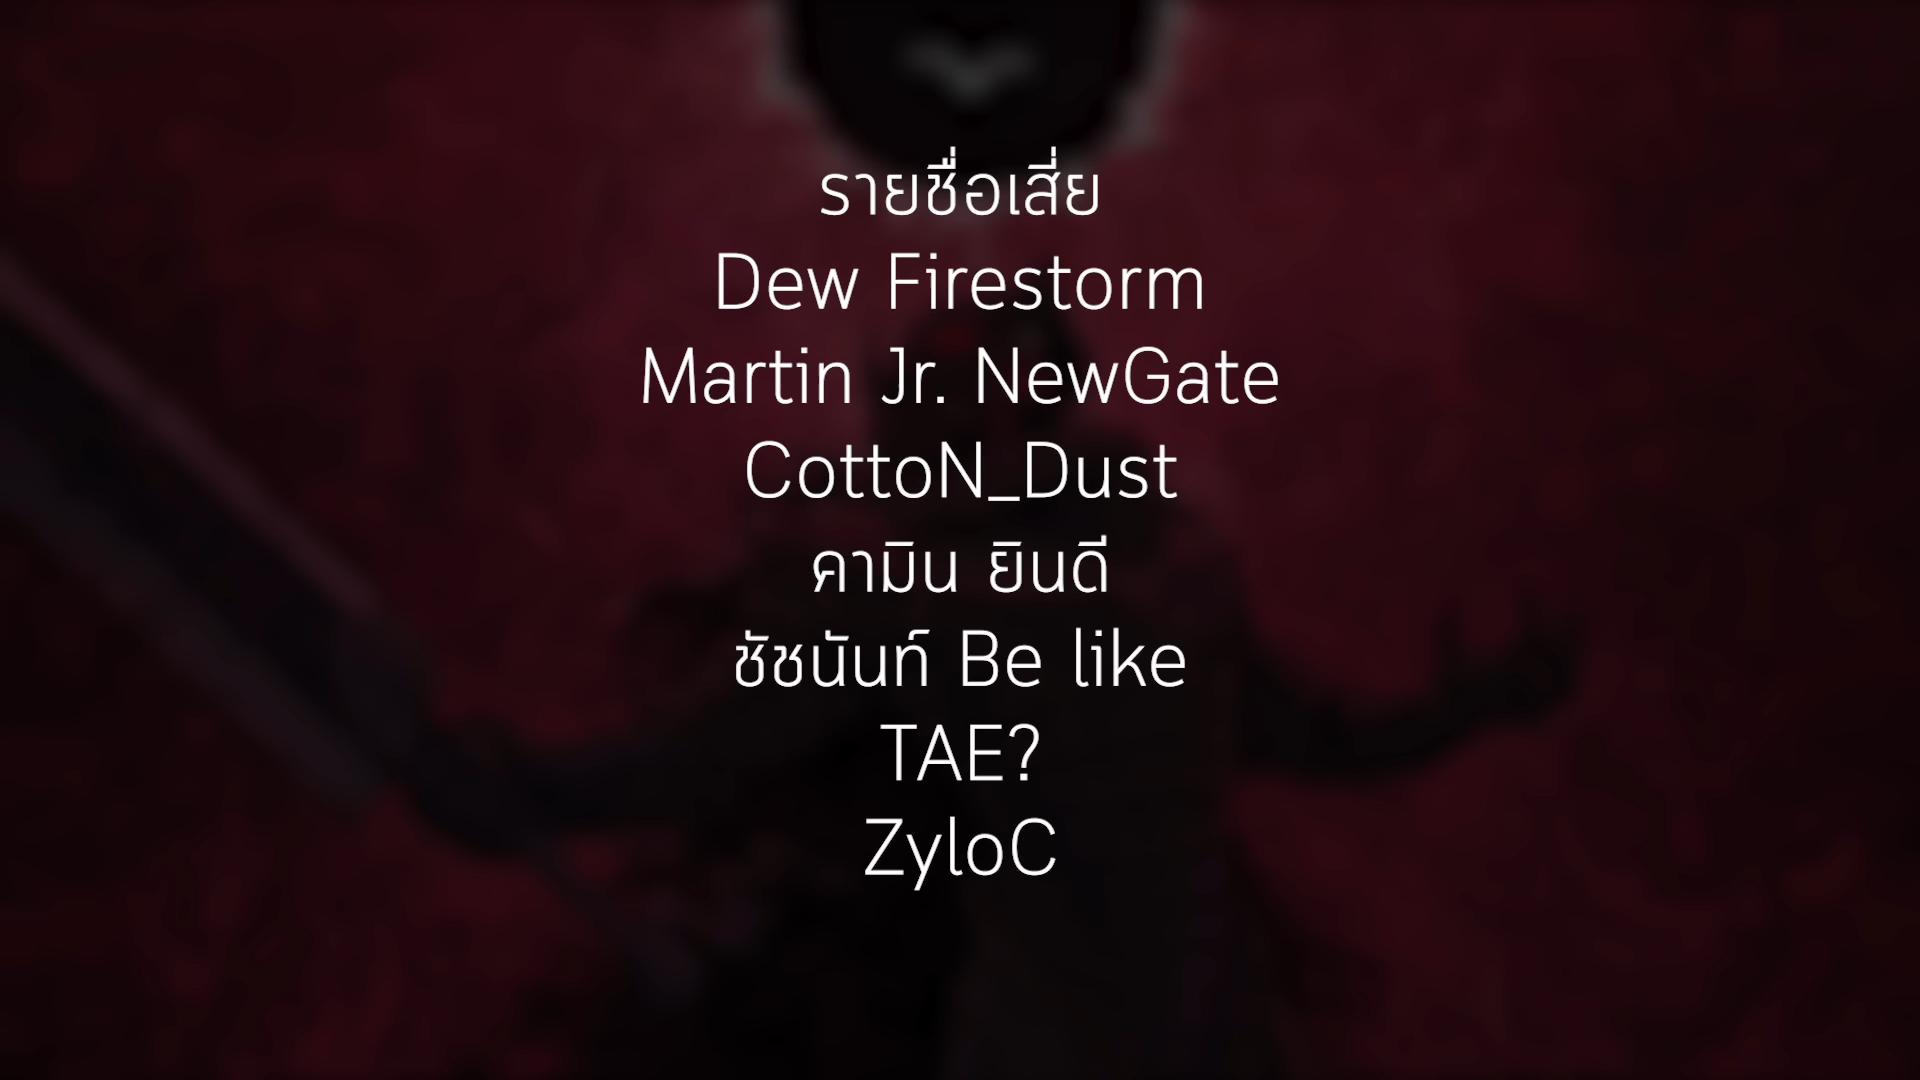 รายชื่อเสี่ย
Dew Firestorm
Martin Jr. NewGate
CottoN_Dust
คามิน ยินดี
ชัชนันท์ Be like
TAE?
ZyloC